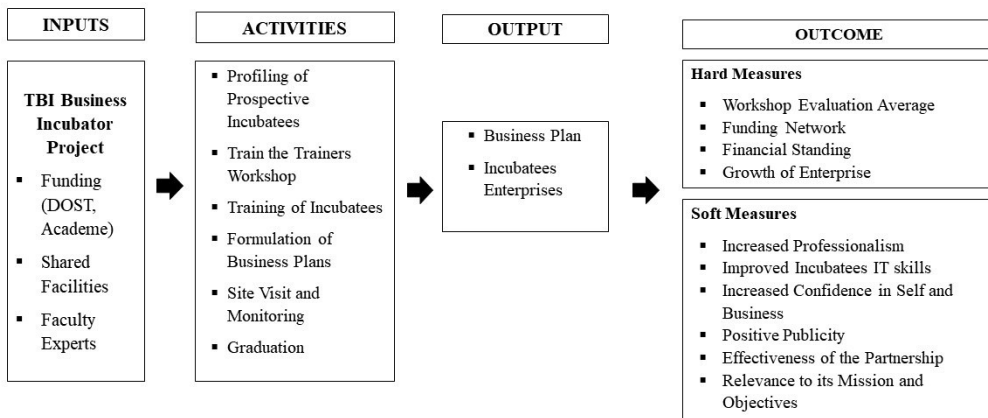 INPUTS
TBI Business
Incubator
Project
▪ Funding
(DOST,
Academe)
▪ Shared
Facilities
▪ Faculty
Experts
ACTIVITIES
▪ Profiling of
Prospective
Incubatees
▪ Train the Trainers
Workshop
▪ Training of Incubatees
▪ Formulation of
Business Plans
▪ Site Visit and
Monitoring
▪ Graduation
OUTPUT
▪ Business Plan
▪ Incubatees
Enterprises
OUTCOME
Hard Measures
▪ Workshop Evaluation Average
▪ Funding Network
▪ Financial Standing
▪ Growth of Enterprise
Soft Measures
▪ Increased Professionalism
▪ Improved Incubatees IT skills
▪ Increased Confidence in Self and
Business
▪ Positive Publicity
▪ Effectiveness of the Partnership
▪ Relevance to its Mission and
Objectives